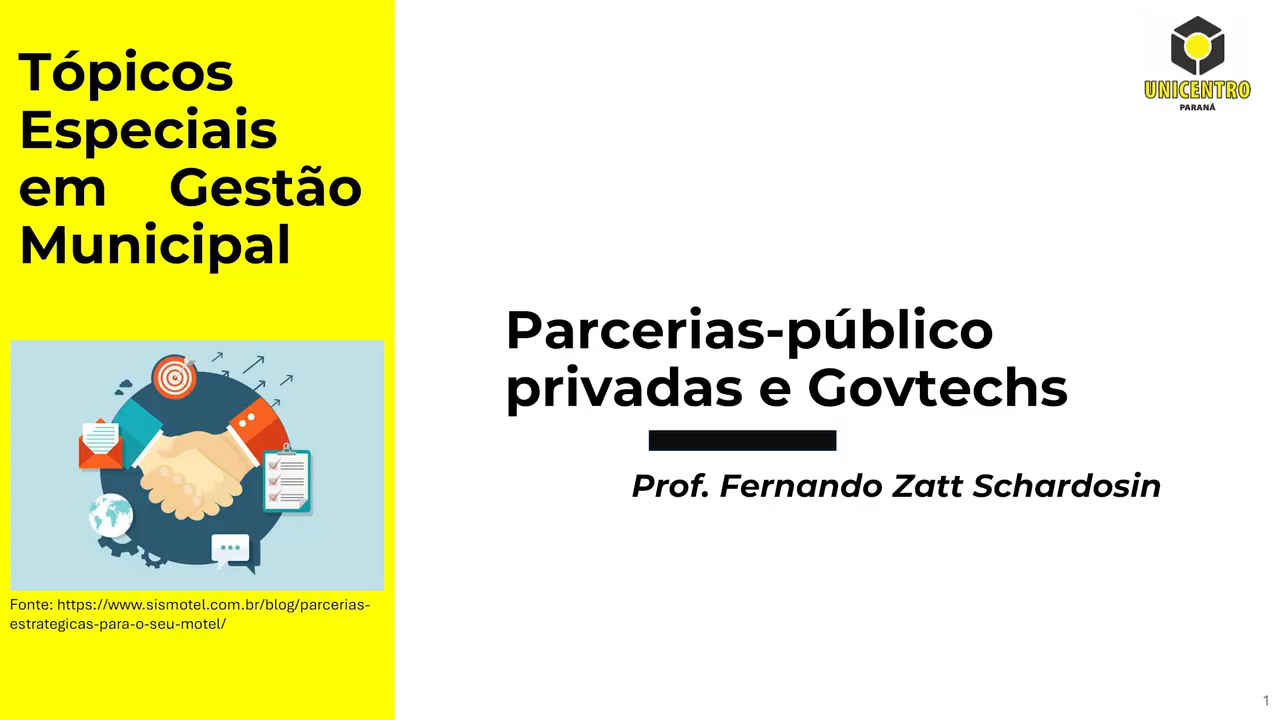 Tópicos
Especiais
em Gestão
Municipal
Fonte: https://www.sismotel.com.br/blog/parcerias-
estrategicas-para-o-seu-motel/
UNICENTRO
PARANÁ
Parcerias-público
privadas e Govtechs
Prof. Fernando Zatt Schardosin
1